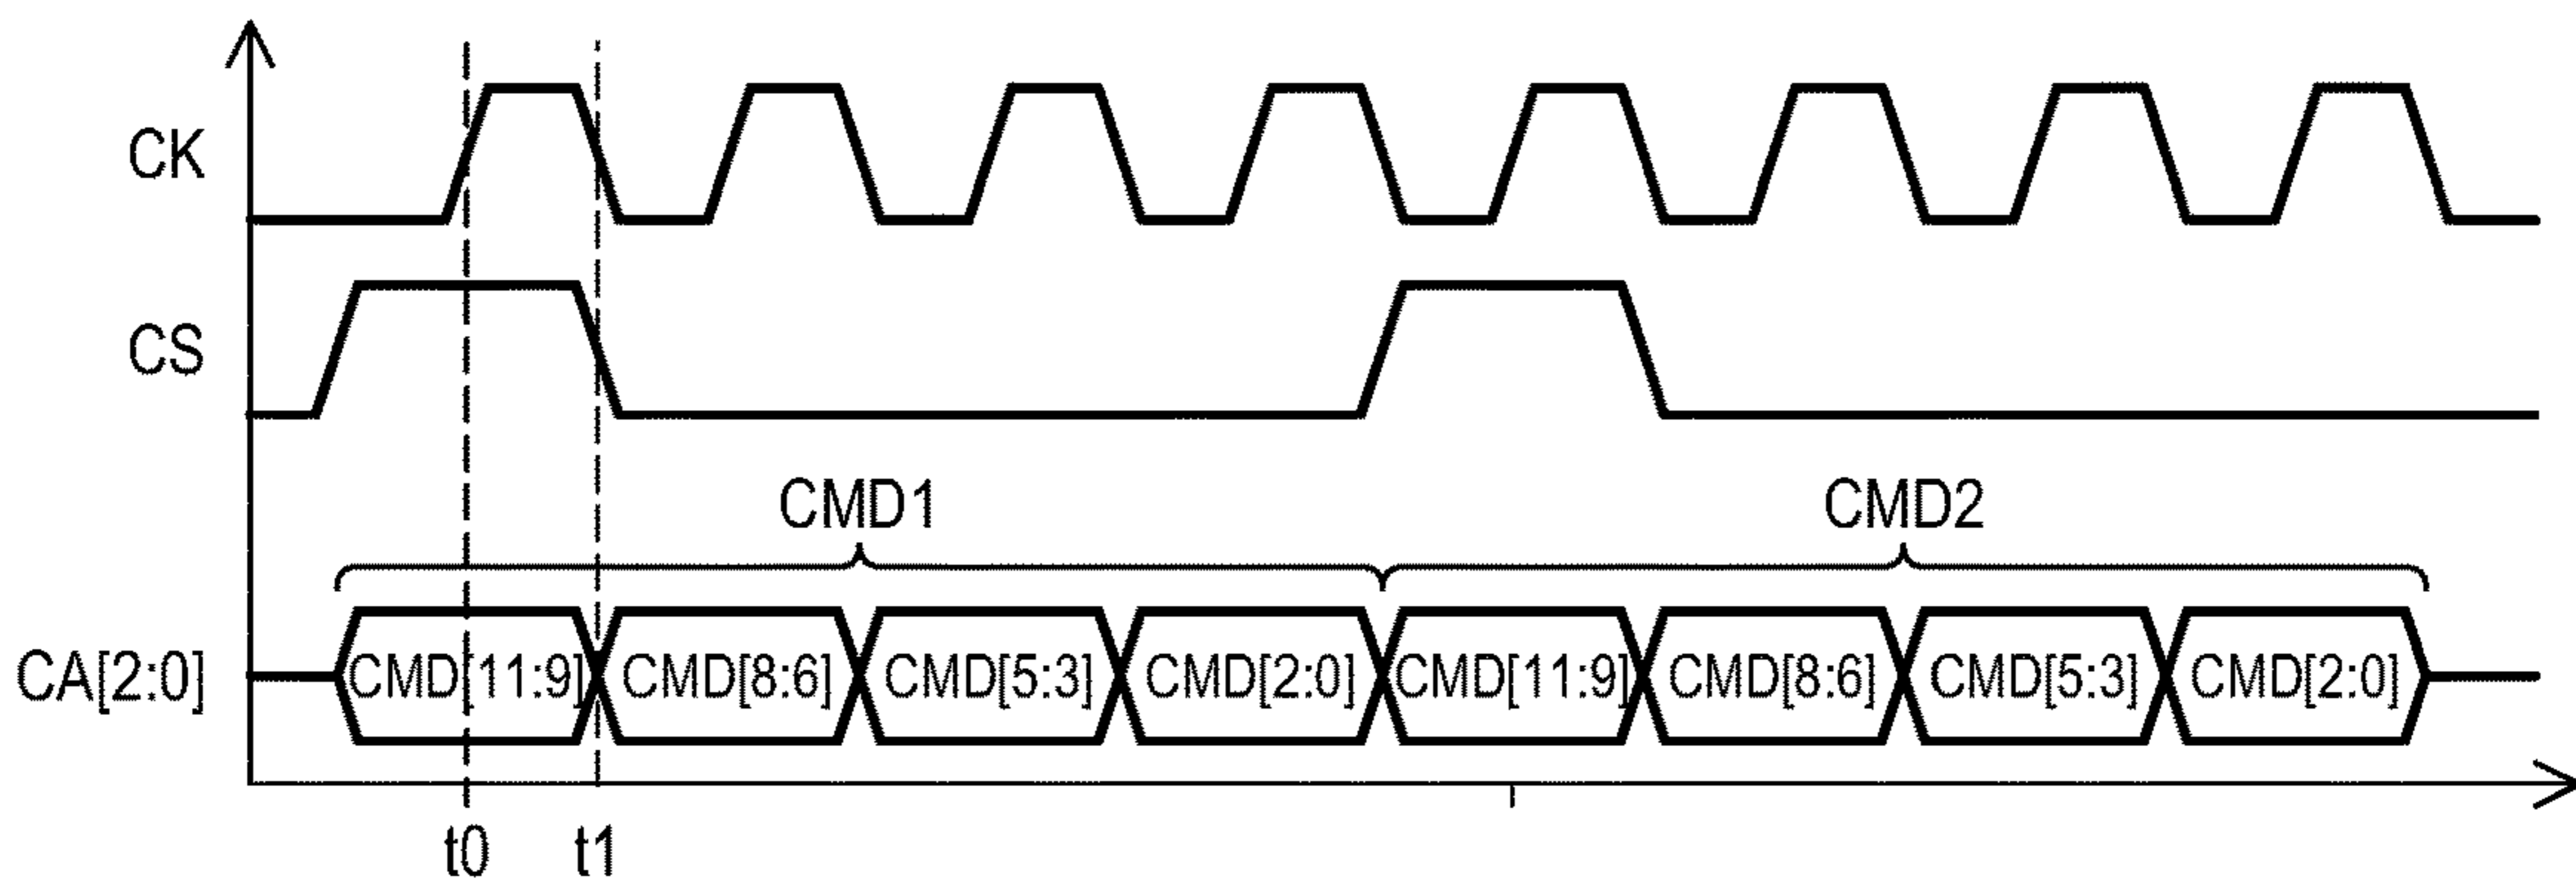 CK
CS
CMD1 CMD2
CA[2:0] CMD[11:9] CMD[8:6] CMD[5:3] CMD[2:0] CMD[11:9] CMD[8:6] CMD[5:3] CMD[2:0]
t0 t1